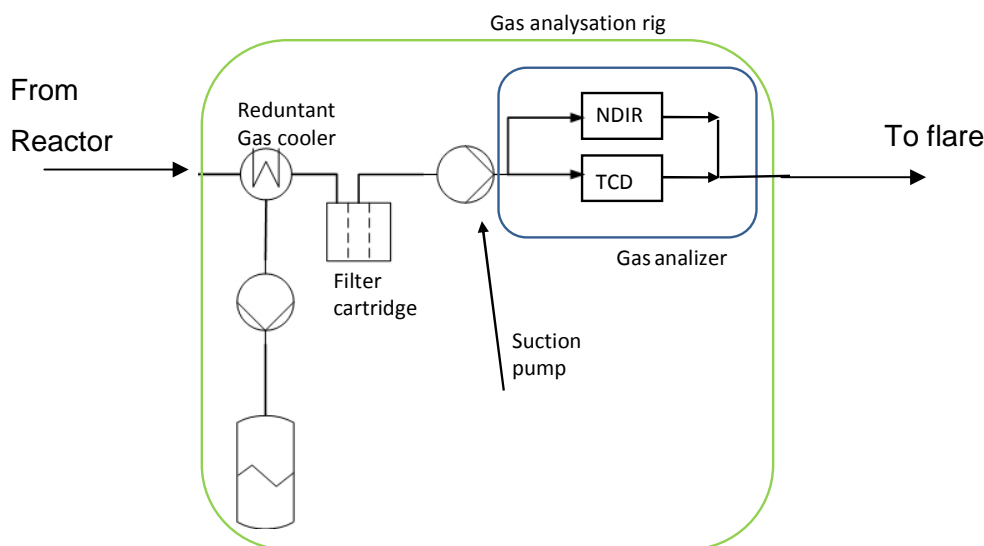 Gas analysation rig
From
Reactor
Reduntant
Gas cooler
NDIR
To flare
TCD
Gas analizer
Filter
cartridge
Suction
pump